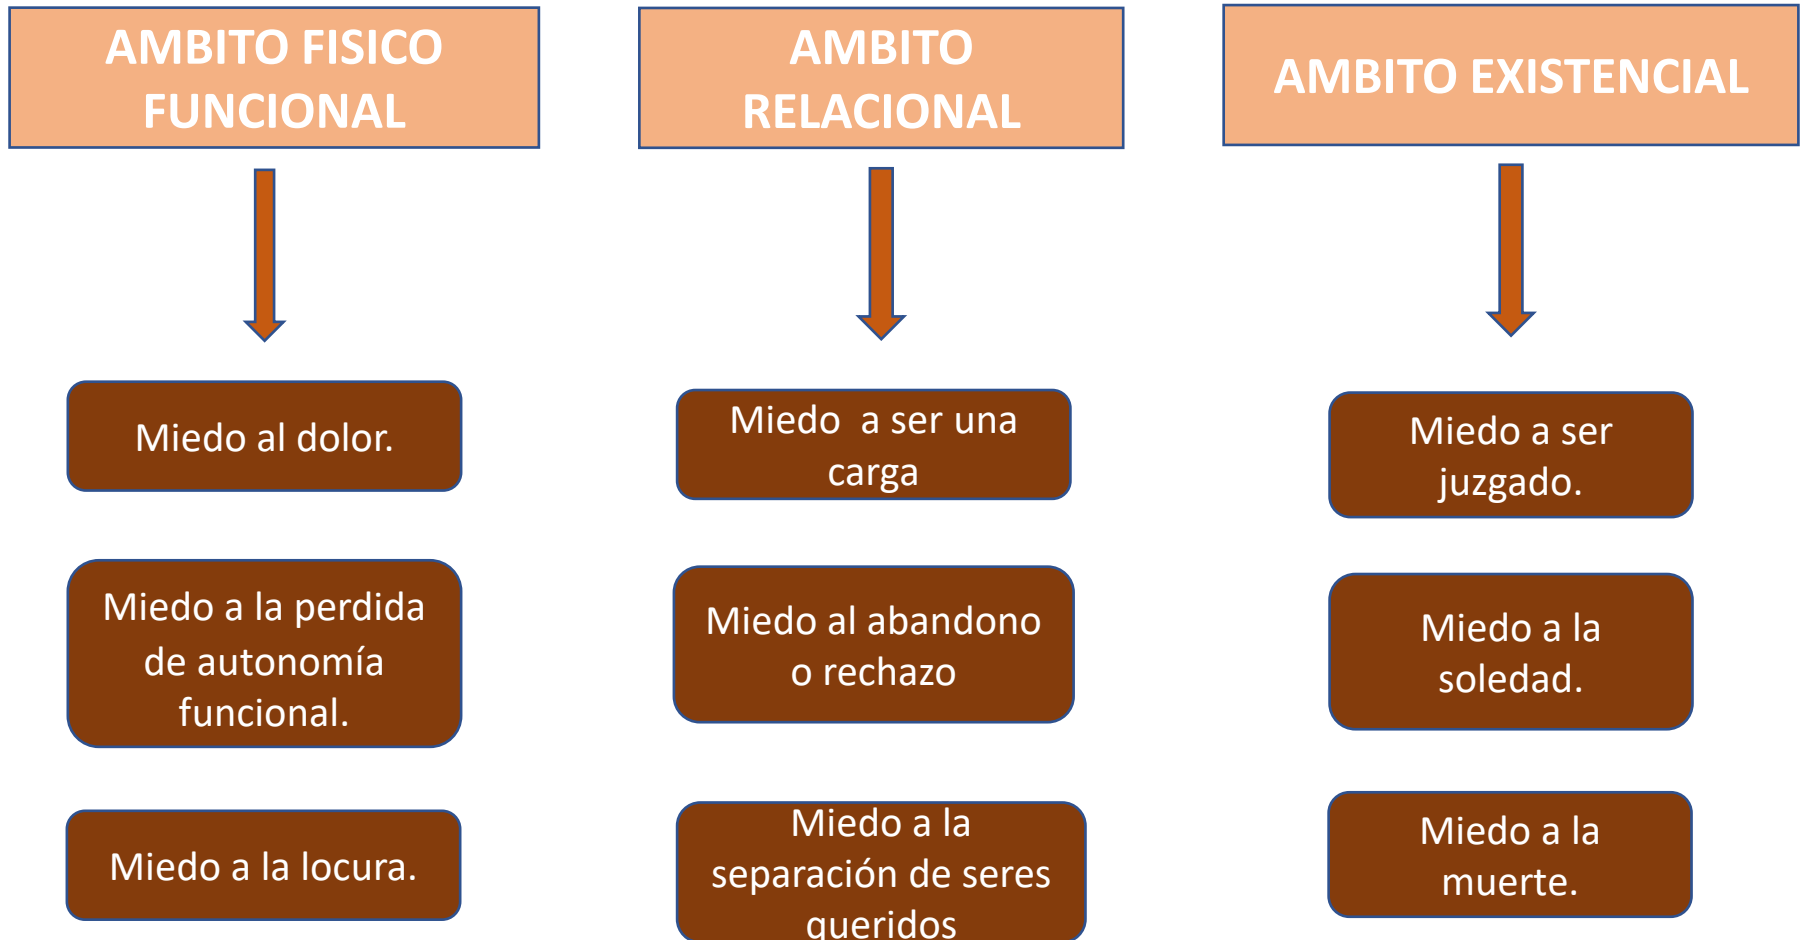 AMBITO FISICO
FUNCIONAL
Miedo al dolor.
Miedo a la perdida
de autonomía
funcional.
Miedo a la locura.
AMBITO
RELACIONAL
Miedo a ser una
carga
Miedo al abandono
o rechazo
Miedo a la
separación de seres
queridos
AMBITO EXISTENCIAL
Miedo a ser
juzgado.
Miedo a la
soledad.
Miedo a la
muerte.